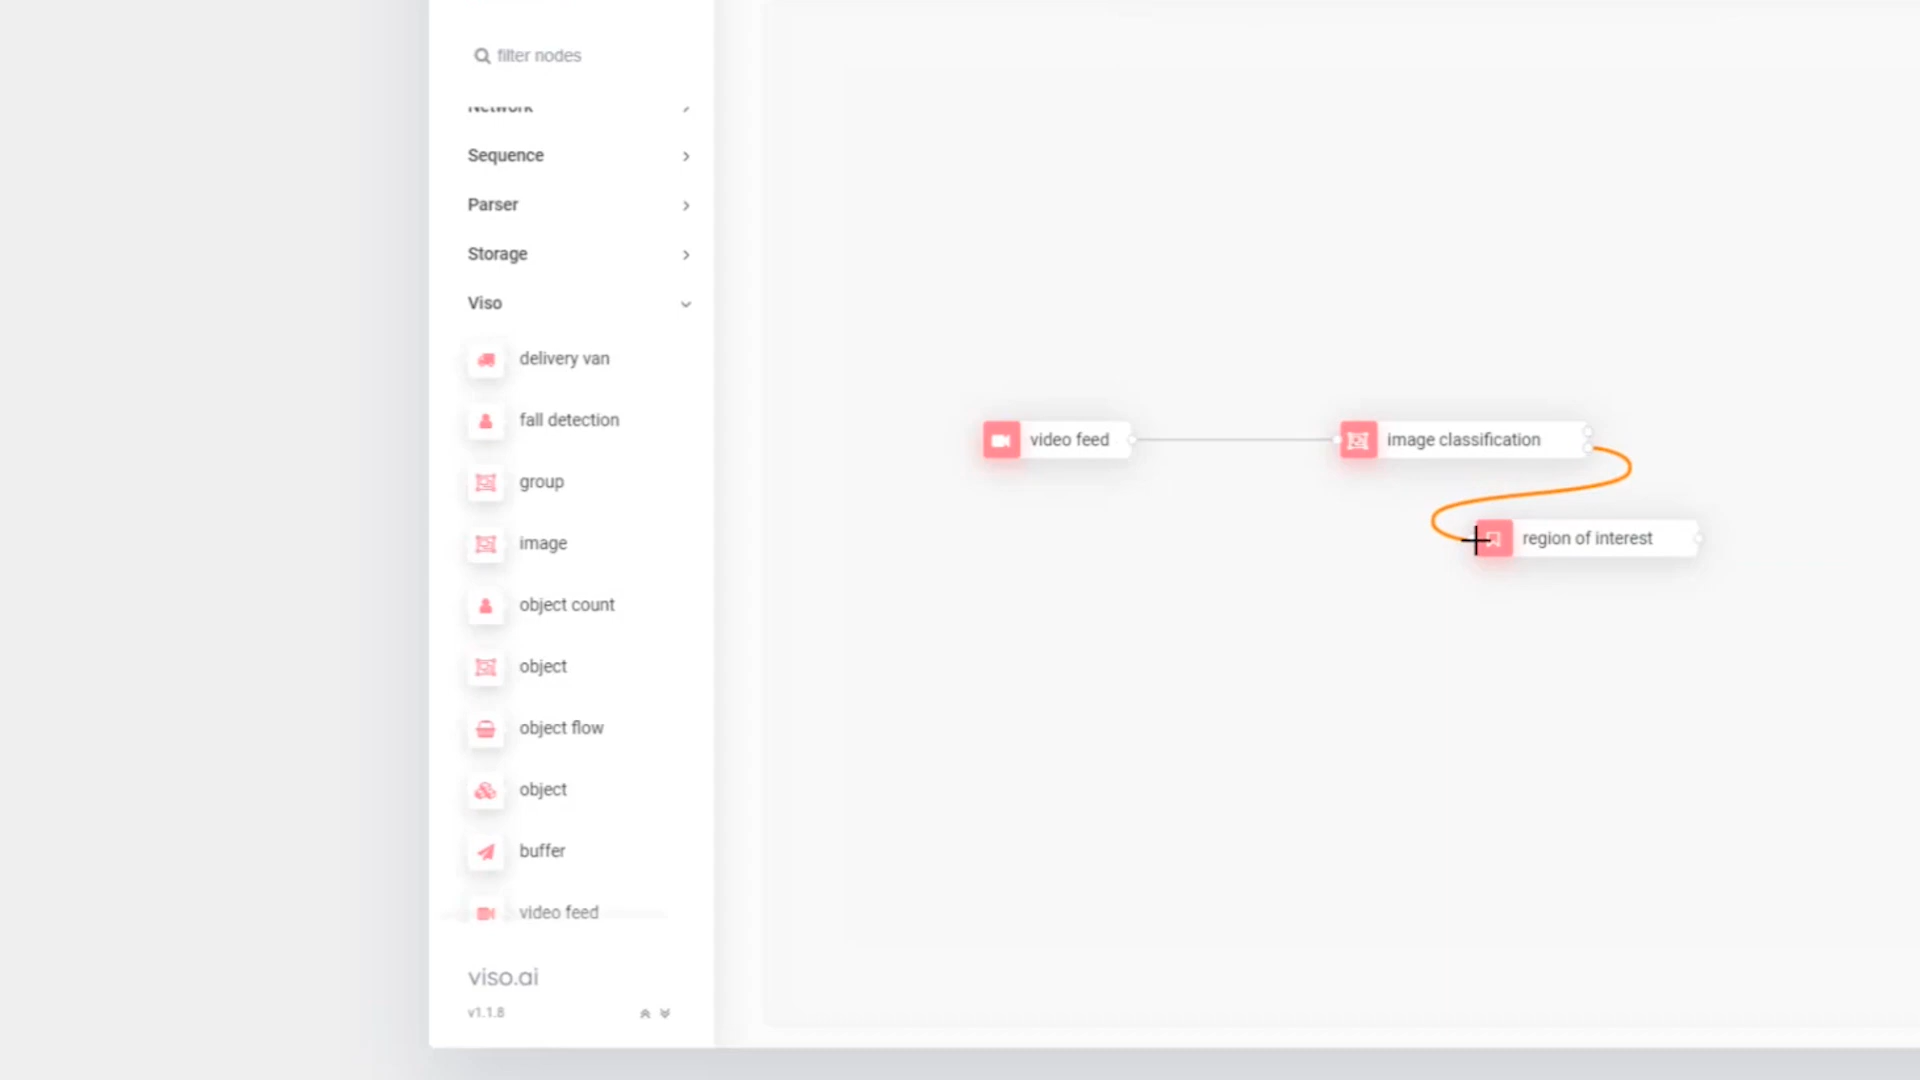 filter nodes
Network
Sequence
Parser
Storage
Viso
delivery van
fall detection
group
image
object count
object
object flow
object
buffer
video feed
viso.ai
v1.1.8
video feed
image classification
region of interest